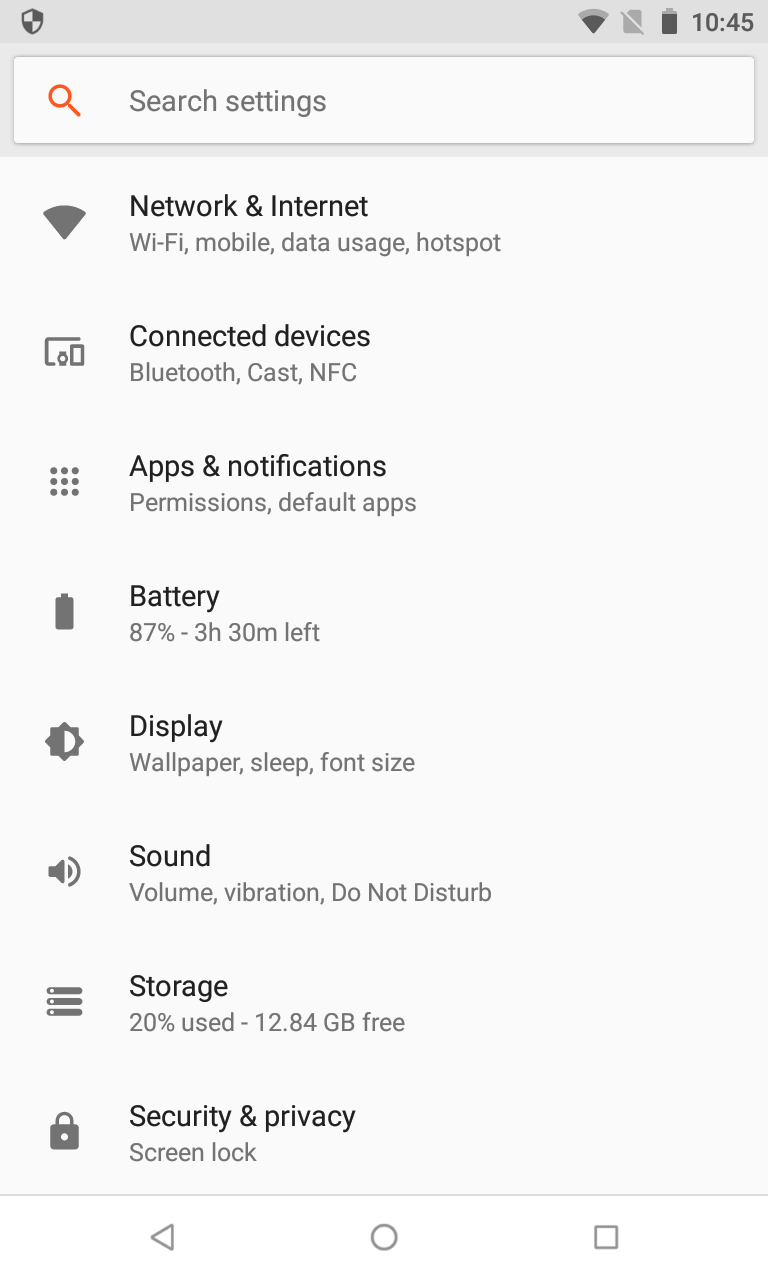 10:45
Search settings
Network & Internet
Wi-Fi, mobile, data usage, hotspot
Connected devices
Bluetooth, Cast, NFC
Apps & notifications
Permissions, default apps
Battery
87% - 3h 30m left
Display
Wallpaper, sleep, font size
Sound
Volume, vibration, Do Not Disturb
Storage
20% used - 12.84 GB free
Security & privacy
Screen lock